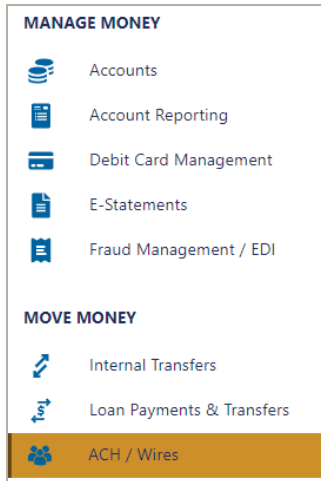 MANAGE MONEY
Accounts
Account Reporting
Debit Card Management
E-Statements
Fraud Management / EDI
MOVE MONEY
Internal Transfers
Loan Payments & Transfers
ACH / Wires